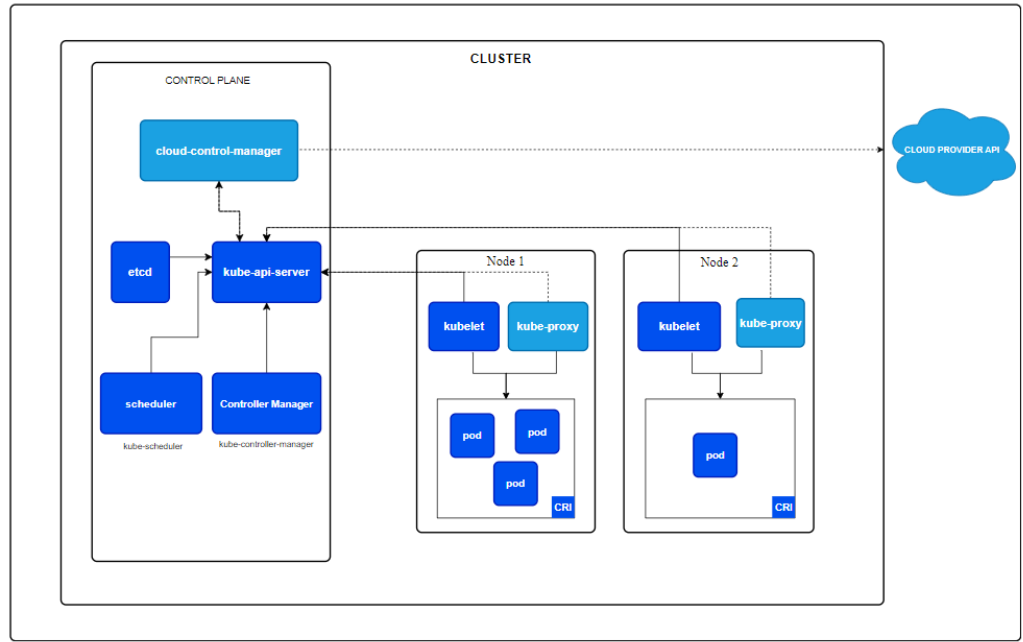 CLUSTER
CONTROL PLANE
cloud-control-manager
CLOUD PROVIDER API
etcd
kube-api-server
Node 1
Node 2
kubelet
kube-proxy
kubelet
kube-proxy
scheduler
Controller Manager
kube-scheduler
kube-controller-manager
pod
pod
pod
CRI
pod
CRI